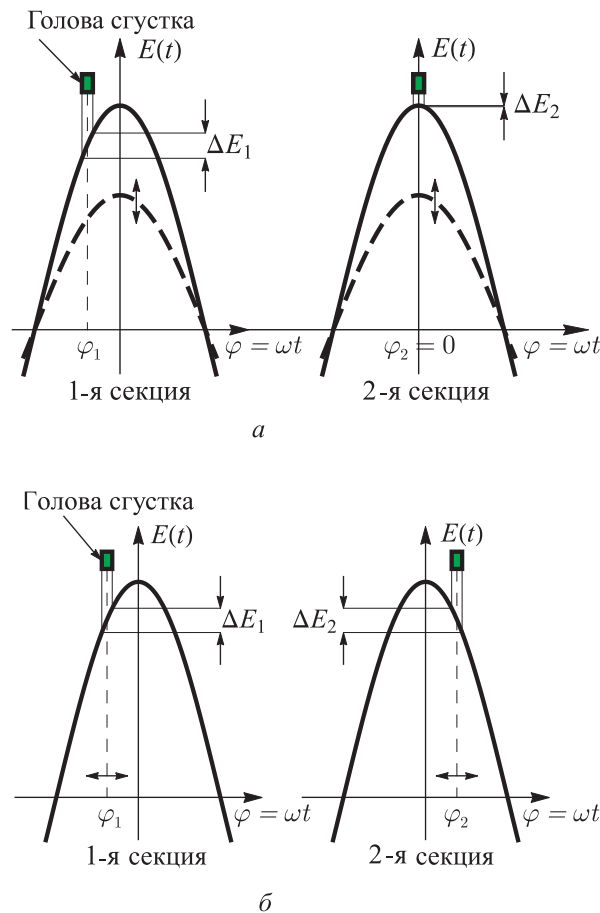 Голова сгустка
E(t)
ΔE₁
φ₁
φ = ωt
1-я секция
E(t)
ΔE₂
φ₂ = 0
φ = ωt
2-я секция
а
Голова сгустка
E(t)
ΔE₁
φ₁
φ = ωt
1-я секция
E(t)
ΔE₂
φ₂
φ = ωt
2-я секция
б